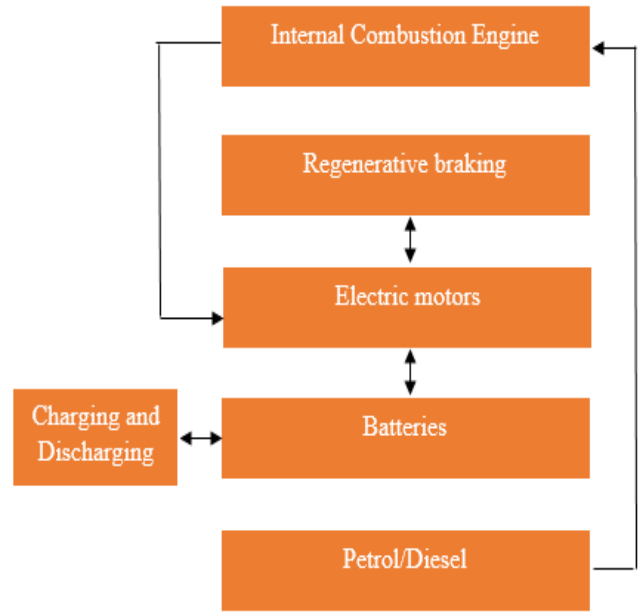 Internal Combustion Engine
Regenerative braking
Electric motors
Charging and
Discharging
Batteries
Petrol/Diesel